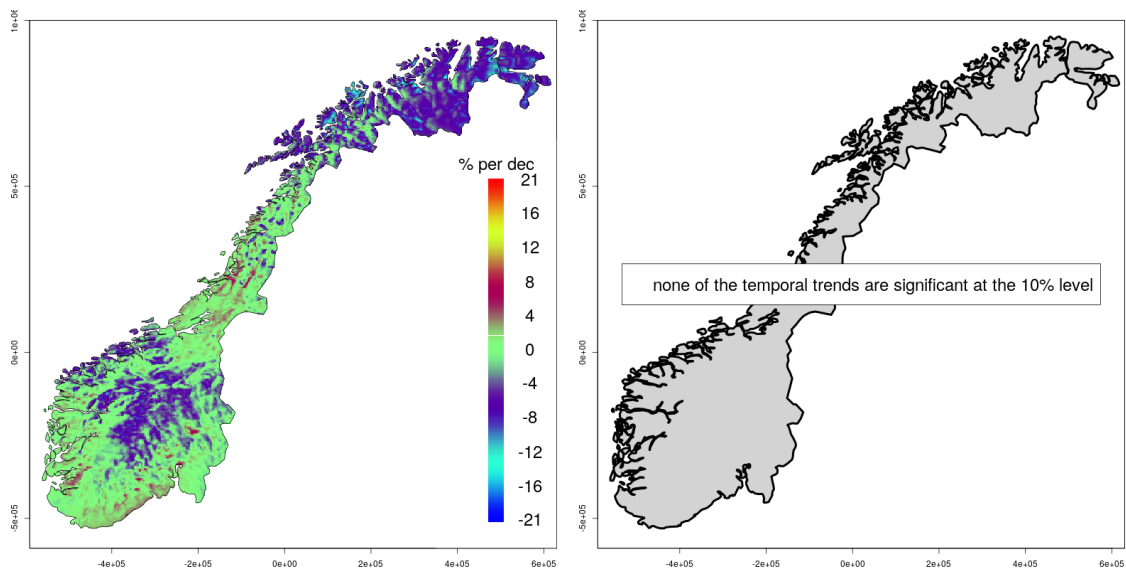 1e+06
5e+05
0e+00
-5e+05
-4e+05
-2e+05
0e+00
2e+05
4e+05
6e+05
% per dec
21
16
12
8
4
0
-4
-8
-12
-16
-21
1e+06
5e+05
0e+00
-5e+05
-4e+05
-2e+05
0e+00
2e+05
4e+05
6e+05
none of the temporal trends are significant at the 10% level